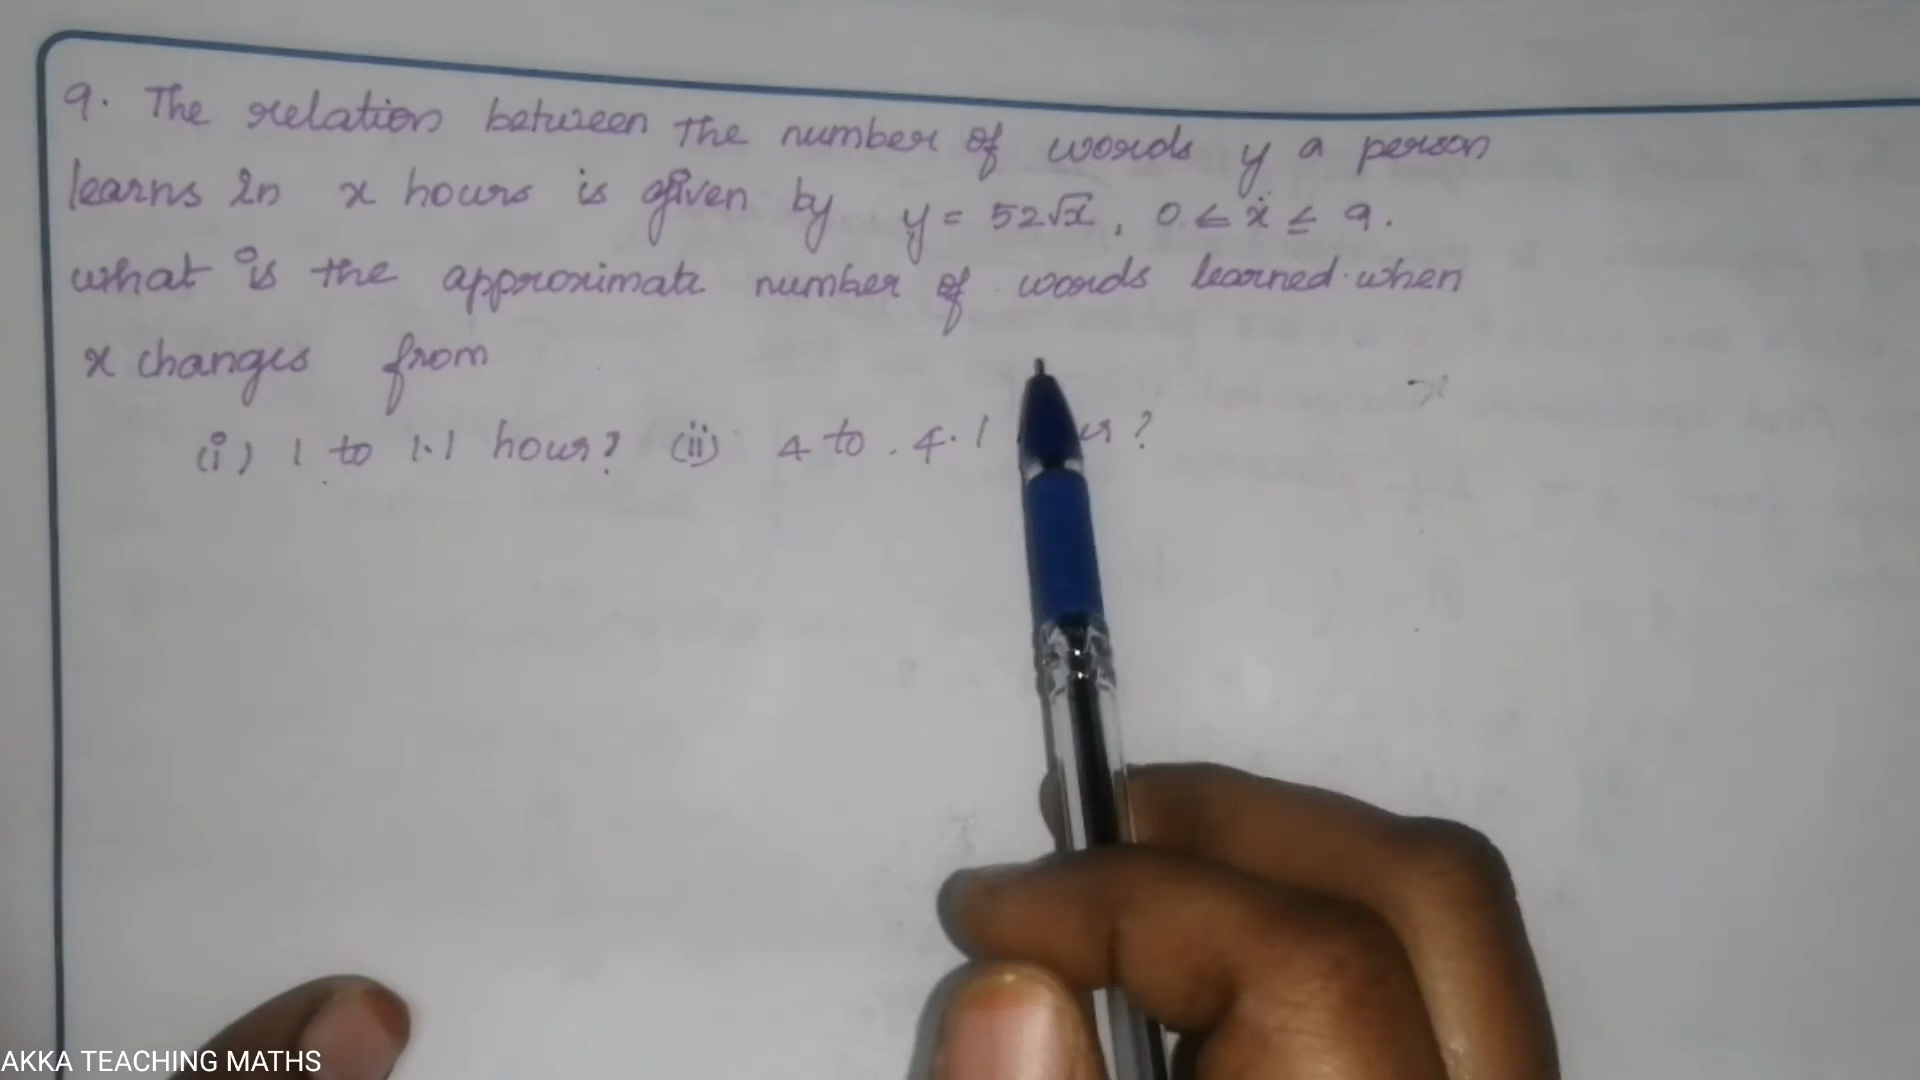 9. The relation between The number of words y a person
learns in x hours is given by y = 52√x, 0 ≤ x ≤ 9.
what is the approximate number of words learned when
x changes from
(i) 1 to 1.1 hour? (ii) 4 to 4.1 ?
AKKA TEACHING MATHS